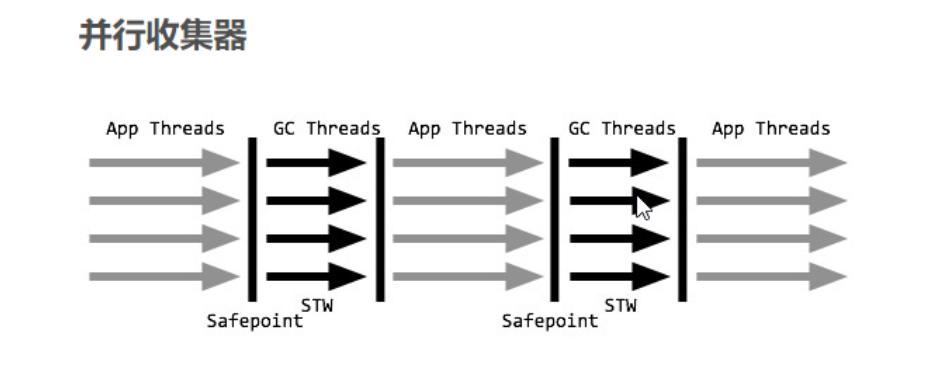 并行收集器
App Threads GC Threads App Threads GC Threads App Threads
STW STW
Safepoint Safepoint